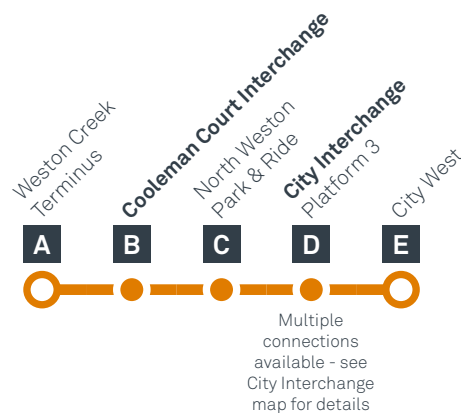 Weston Creek
Terminus
Cooleman Court Interchange
North Weston
Park & Ride
City Interchange
Platform 3
City West
A
B
C
D
E
Multiple
connections
available - see
City Interchange
map for details